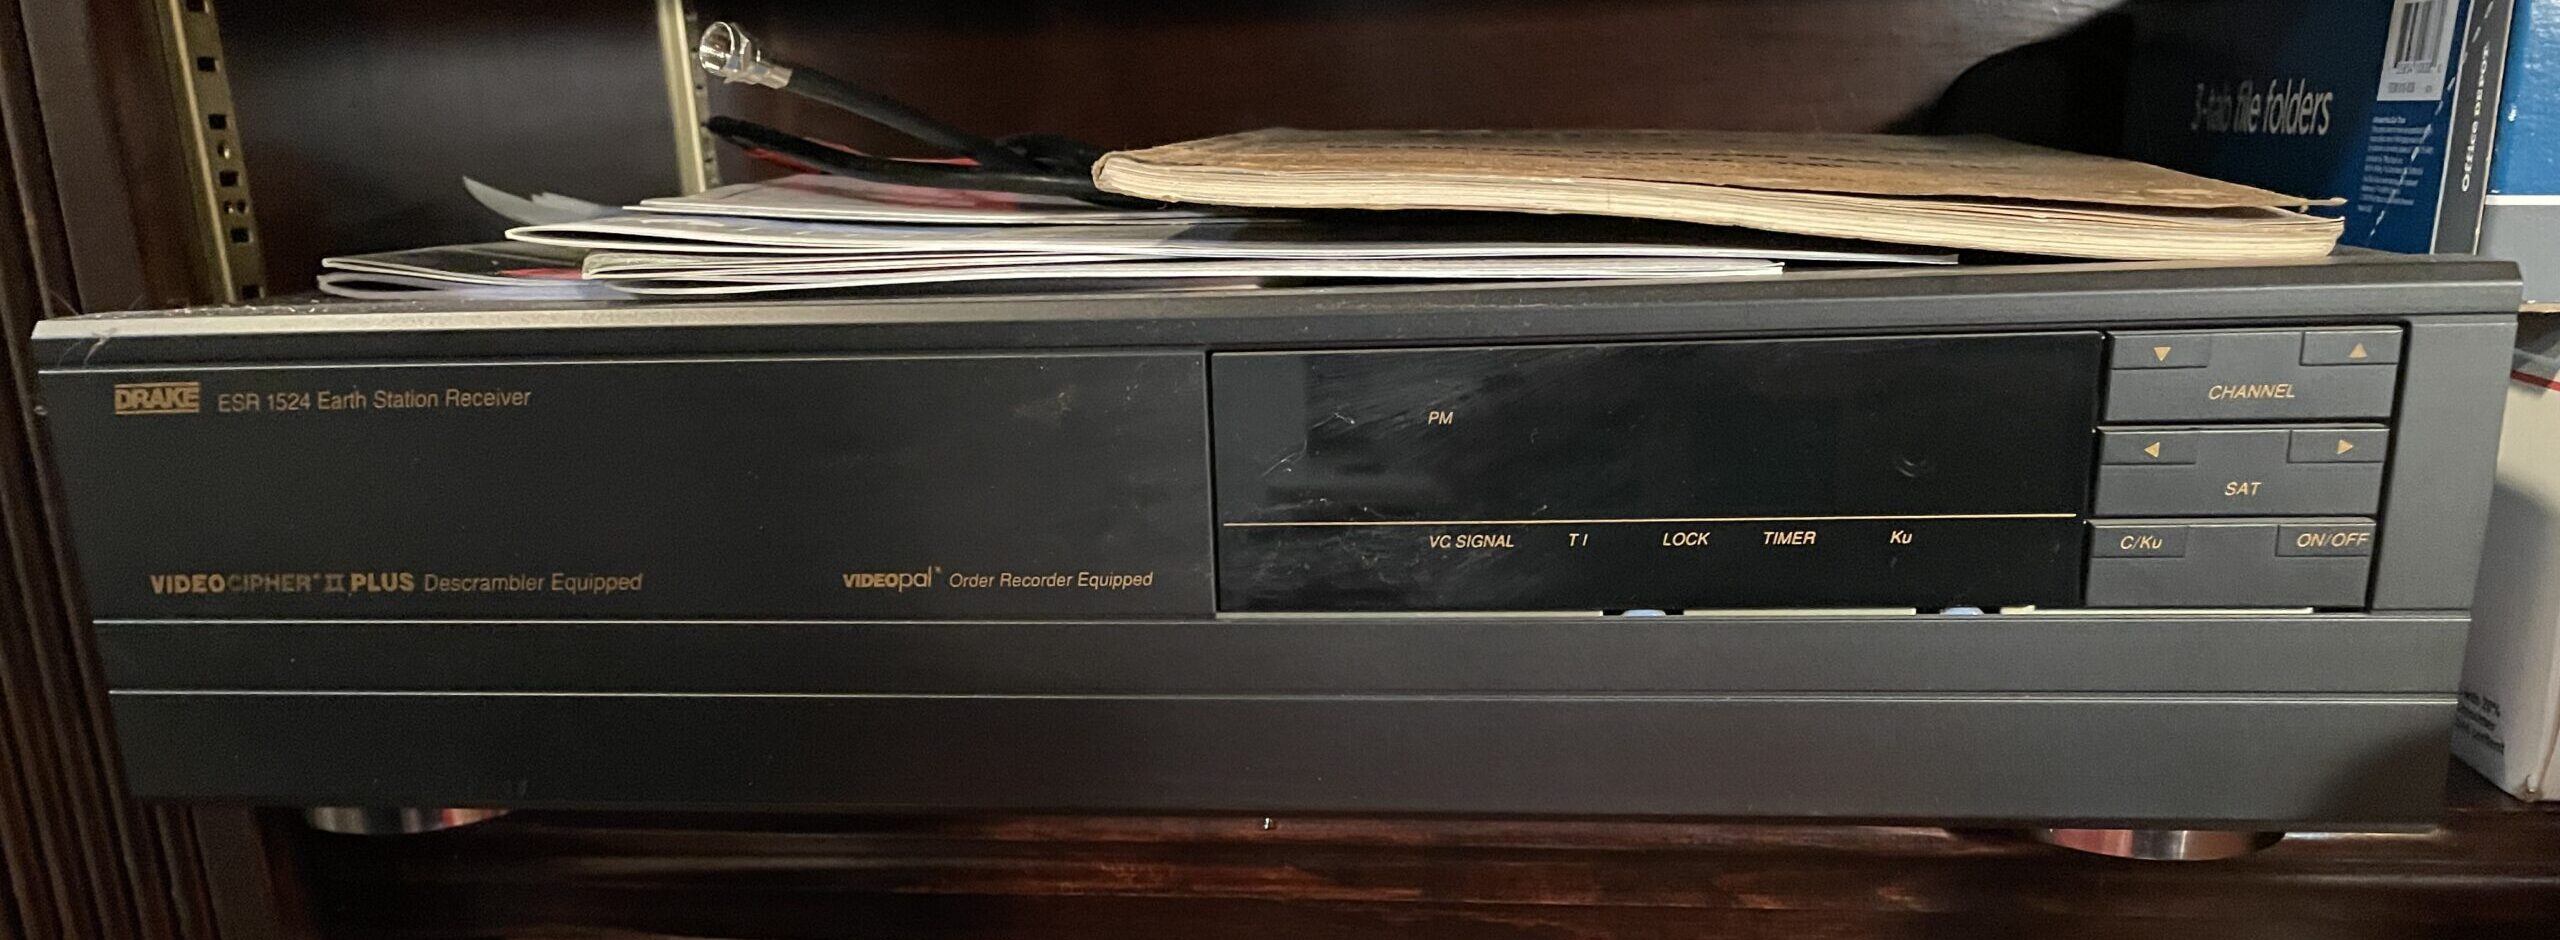 3-tab file folders
Office DEPOT
DRAKE ESR 1524 Earth Station Receiver
PM
CHANNEL
SAT
VC SIGNAL T I LOCK TIMER Ku
C/Ku ON/OFF
VIDEOCIPHER® II PLUS Descrambler Equipped
VIDEOpal™ Order Recorder Equipped